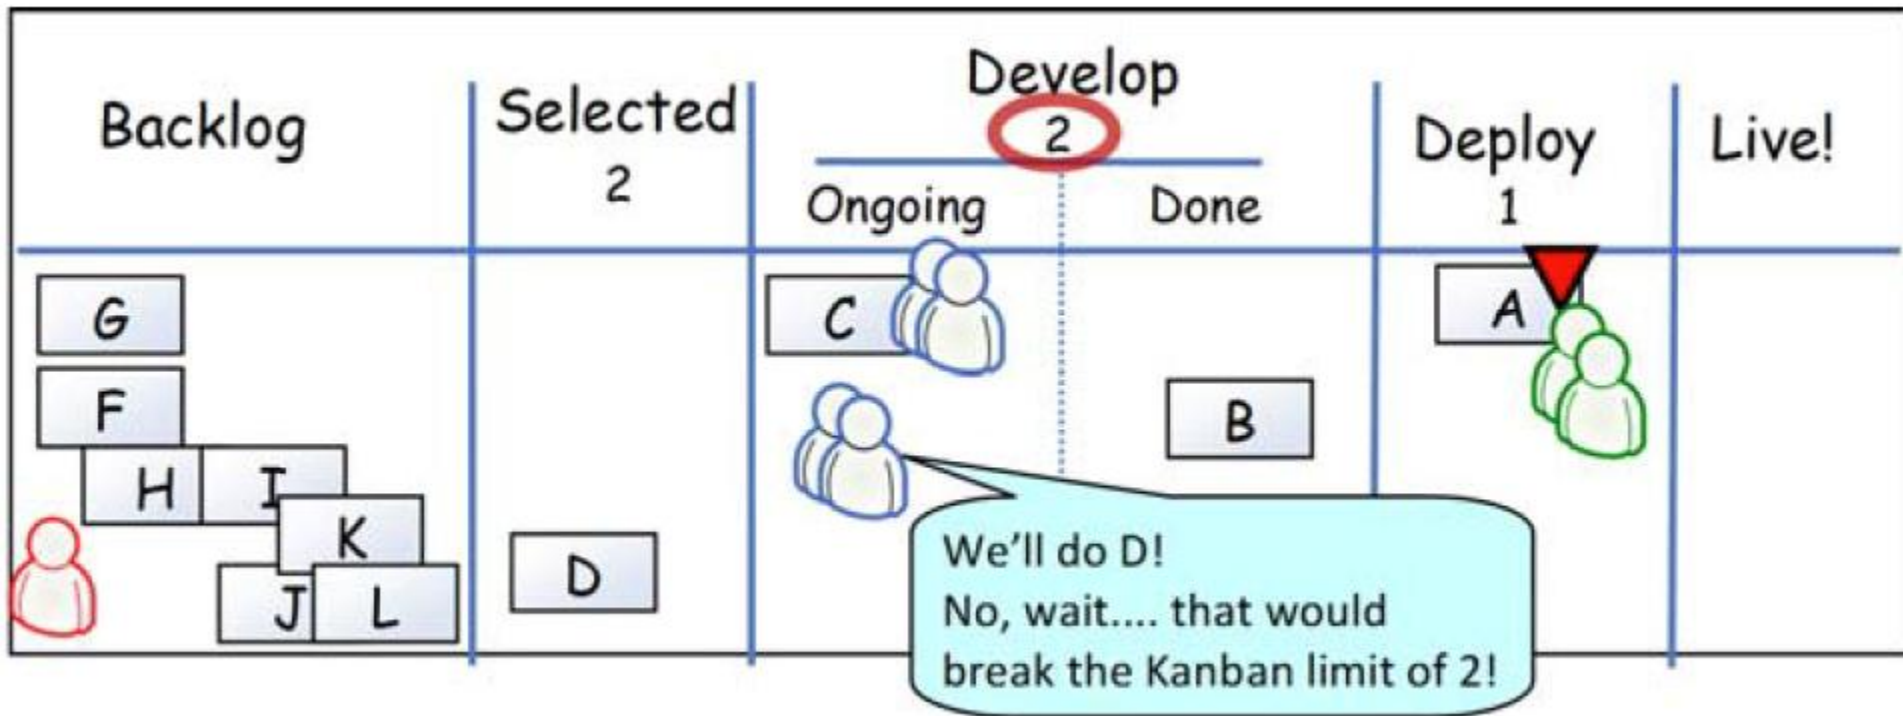 Backlog
Selected
2
Develop
2
Ongoing
Done
Deploy
1
Live!
G
F
H
I
K
J
L
D
C
B
A
We'll do D!
No, wait.... that would
break the Kanban limit of 2!